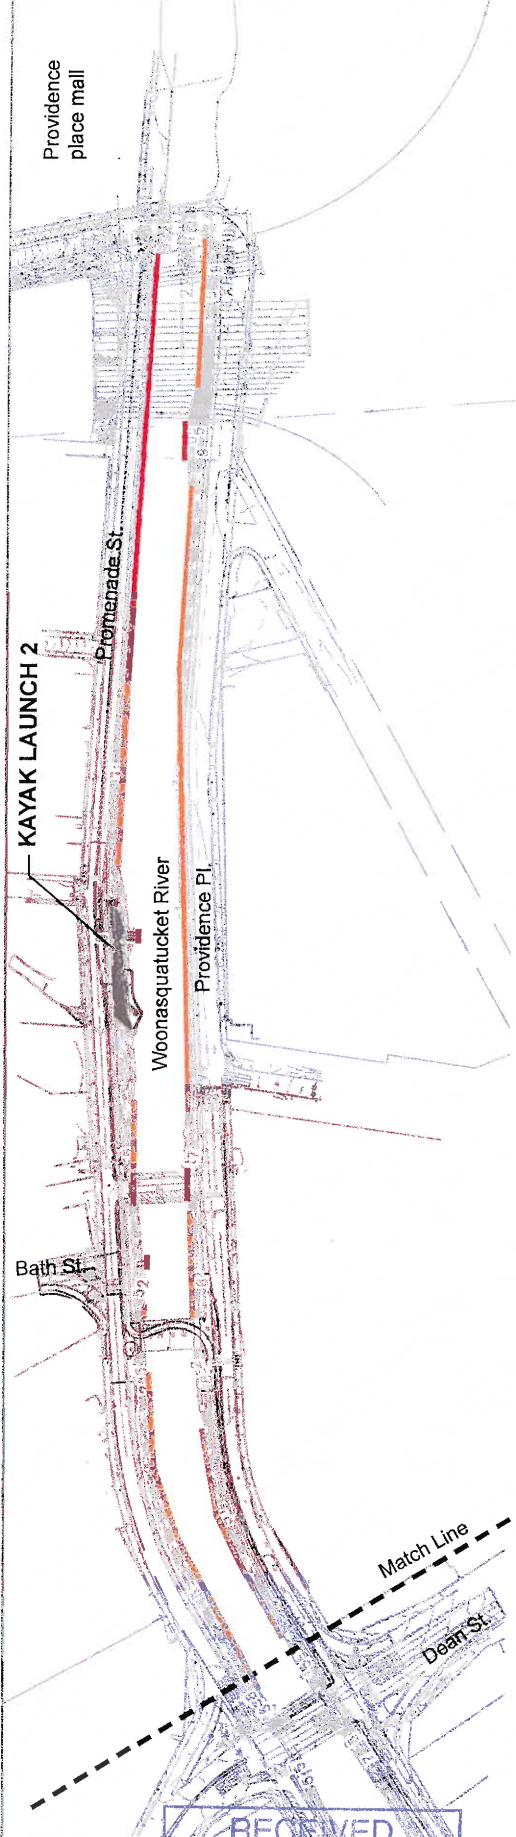 Providence
place mall
Promenade St.
KAYAK LAUNCH 2
Woonasquatucket River
Providence Pl.
Bath St.
Match Line
Dean St.
RECEIVED